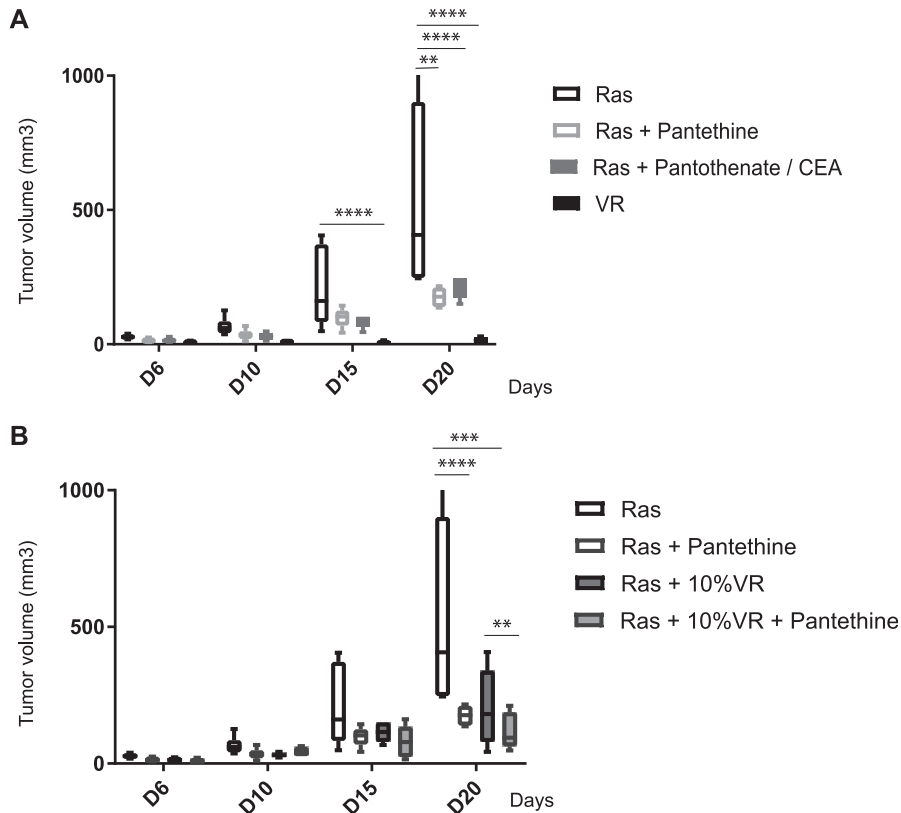 A
****
****
**
1000
500
0
Tumor volume (mm3)
****
D6
D10
D15
D20
Days
Ras
Ras + Pantethine
Ras + Pantothenate / CEA
VR
B
***
****
**
1000
500
0
Tumor volume (mm3)
D6
D10
D15
D20
Days
Ras
Ras + Pantethine
Ras + 10%VR
Ras + 10%VR + Pantethine